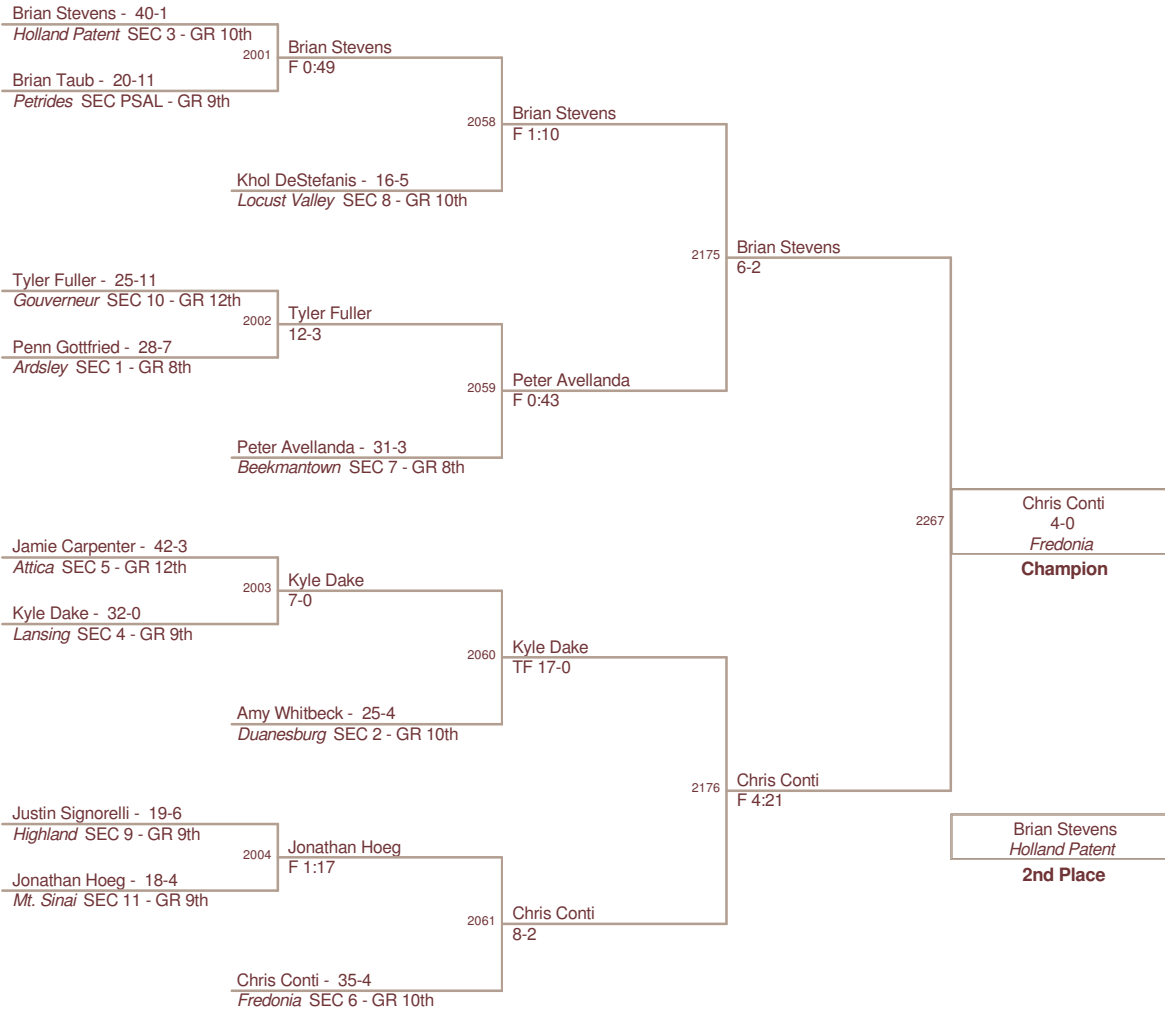 Brian Stevens - 40-1
Holland Patent SEC 3 - GR 10th
2001
Brian Stevens
F 0:49
Brian Taub - 20-11
Petrides SEC PSAL - GR 9th
2058
Brian Stevens
F 1:10
Khol DeStefanis - 16-5
Locust Valley SEC 8 - GR 10th
2175
Brian Stevens
6-2
Tyler Fuller - 25-11
Gouverneur SEC 10 - GR 12th
2002
Tyler Fuller
12-3
Penn Gottfried - 28-7
Ardsley SEC 1 - GR 8th
2059
Peter Avellanda
F 0:43
Peter Avellanda - 31-3
Beekmantown SEC 7 - GR 8th
2267
Chris Conti
4-0
Fredonia
Champion
Jamie Carpenter - 42-3
Attica SEC 5 - GR 12th
2003
Kyle Dake
7-0
Kyle Dake - 32-0
Lansing SEC 4 - GR 9th
2060
Kyle Dake
TF 17-0
Amy Whitbeck - 25-4
Duanesburg SEC 2 - GR 10th
2176
Chris Conti
F 4:21
Justin Signorelli - 19-6
Highland SEC 9 - GR 9th
2004
Jonathan Hoeg
F 1:17
Jonathan Hoeg - 18-4
Mt. Sinai SEC 11 - GR 9th
2061
Chris Conti
8-2
Chris Conti - 35-4
Fredonia SEC 6 - GR 10th
Brian Stevens
Holland Patent
2nd Place